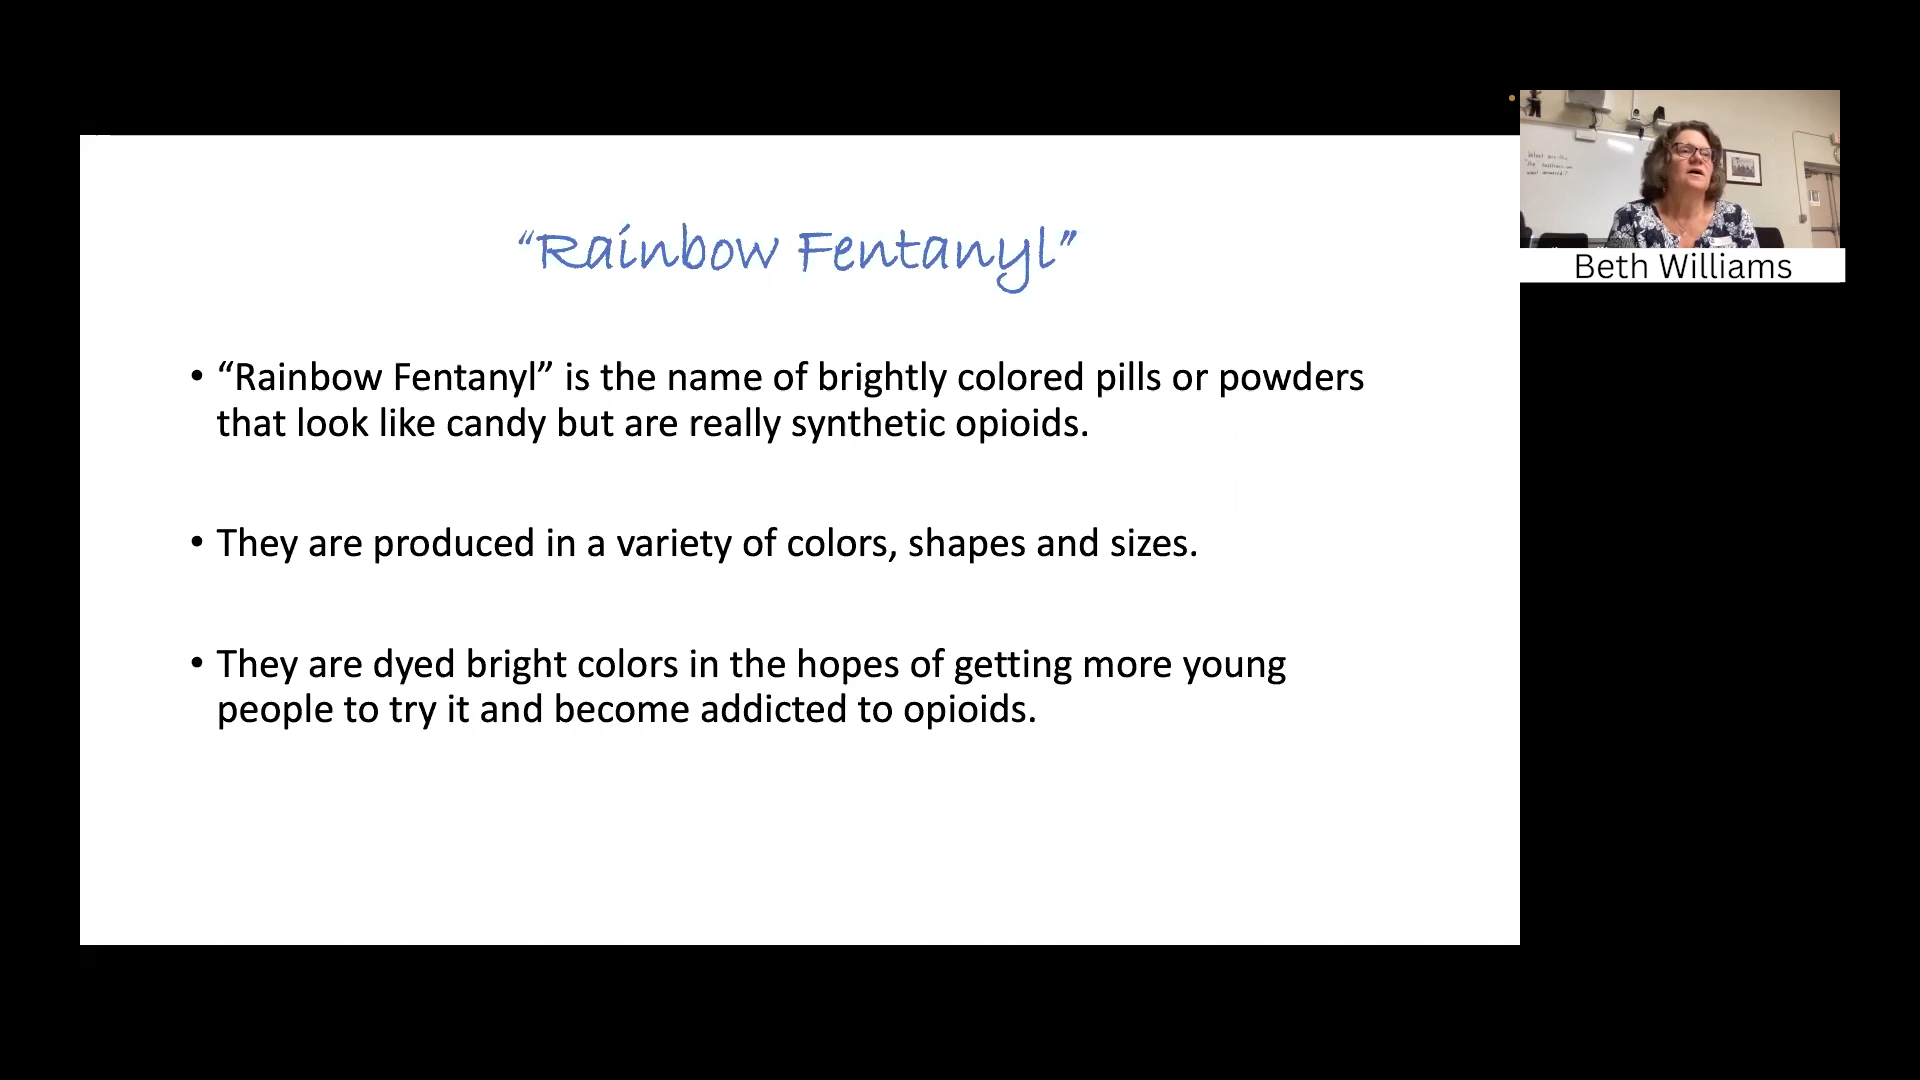 “Rainbow Fentanyl”
• “Rainbow Fentanyl” is the name of brightly colored pills or powders
that look like candy but are really synthetic opioids.
• They are produced in a variety of colors, shapes and sizes.
• They are dyed bright colors in the hopes of getting more young
people to try it and become addicted to opioids.
Beth Williams